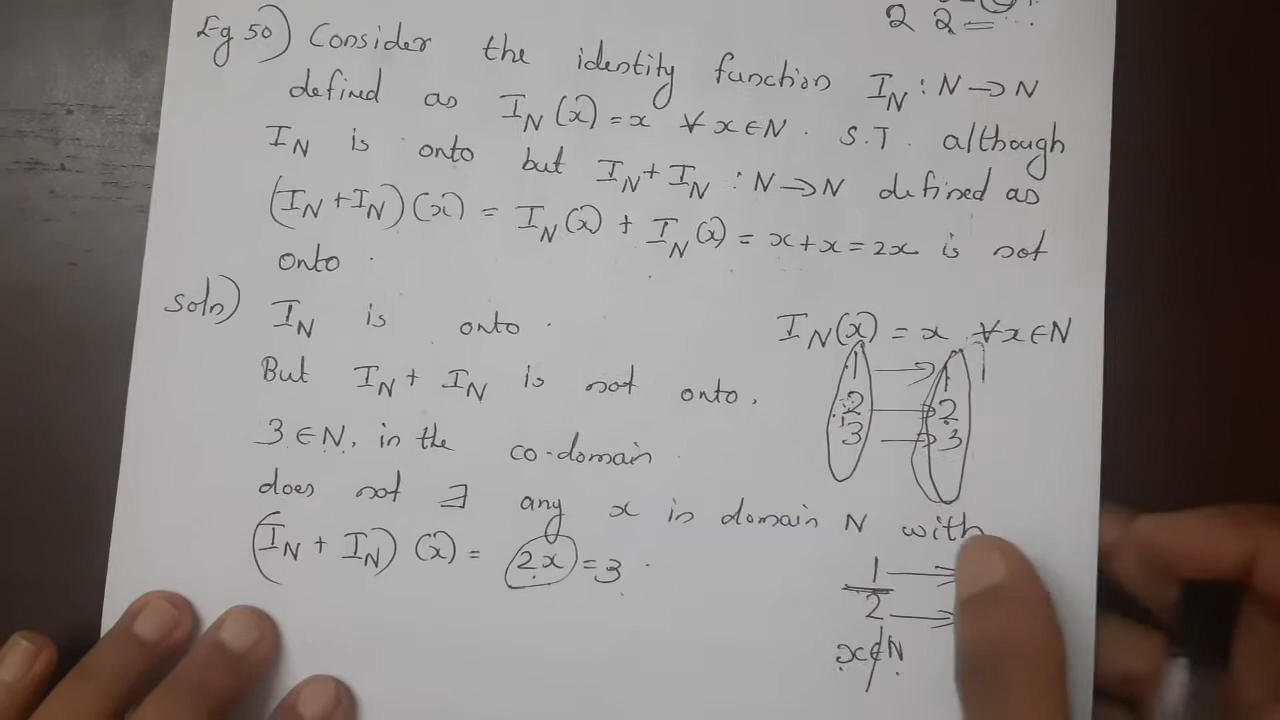 2 2=...
Eg 50) Consider the identity function I_N : N → N
defined as I_N(x) = x ∀ x ∈ N. S.T. although
I_N is onto but I_N + I_N : N → N defined as
(I_N + I_N)(x) = I_N(x) + I_N(x) = x + x = 2x is not
onto.
Soln) I_N is onto.
I_N(x) = x, ∀ x ∈ N
1 → 1
2 → 2
3 → 3
But I_N + I_N is not onto.
3 ∈ N, in the co-domain
does not ∃ any x in domain N with
(I_N + I_N)(x) = 2x = 3.
1 →
2 →
x ∉ N